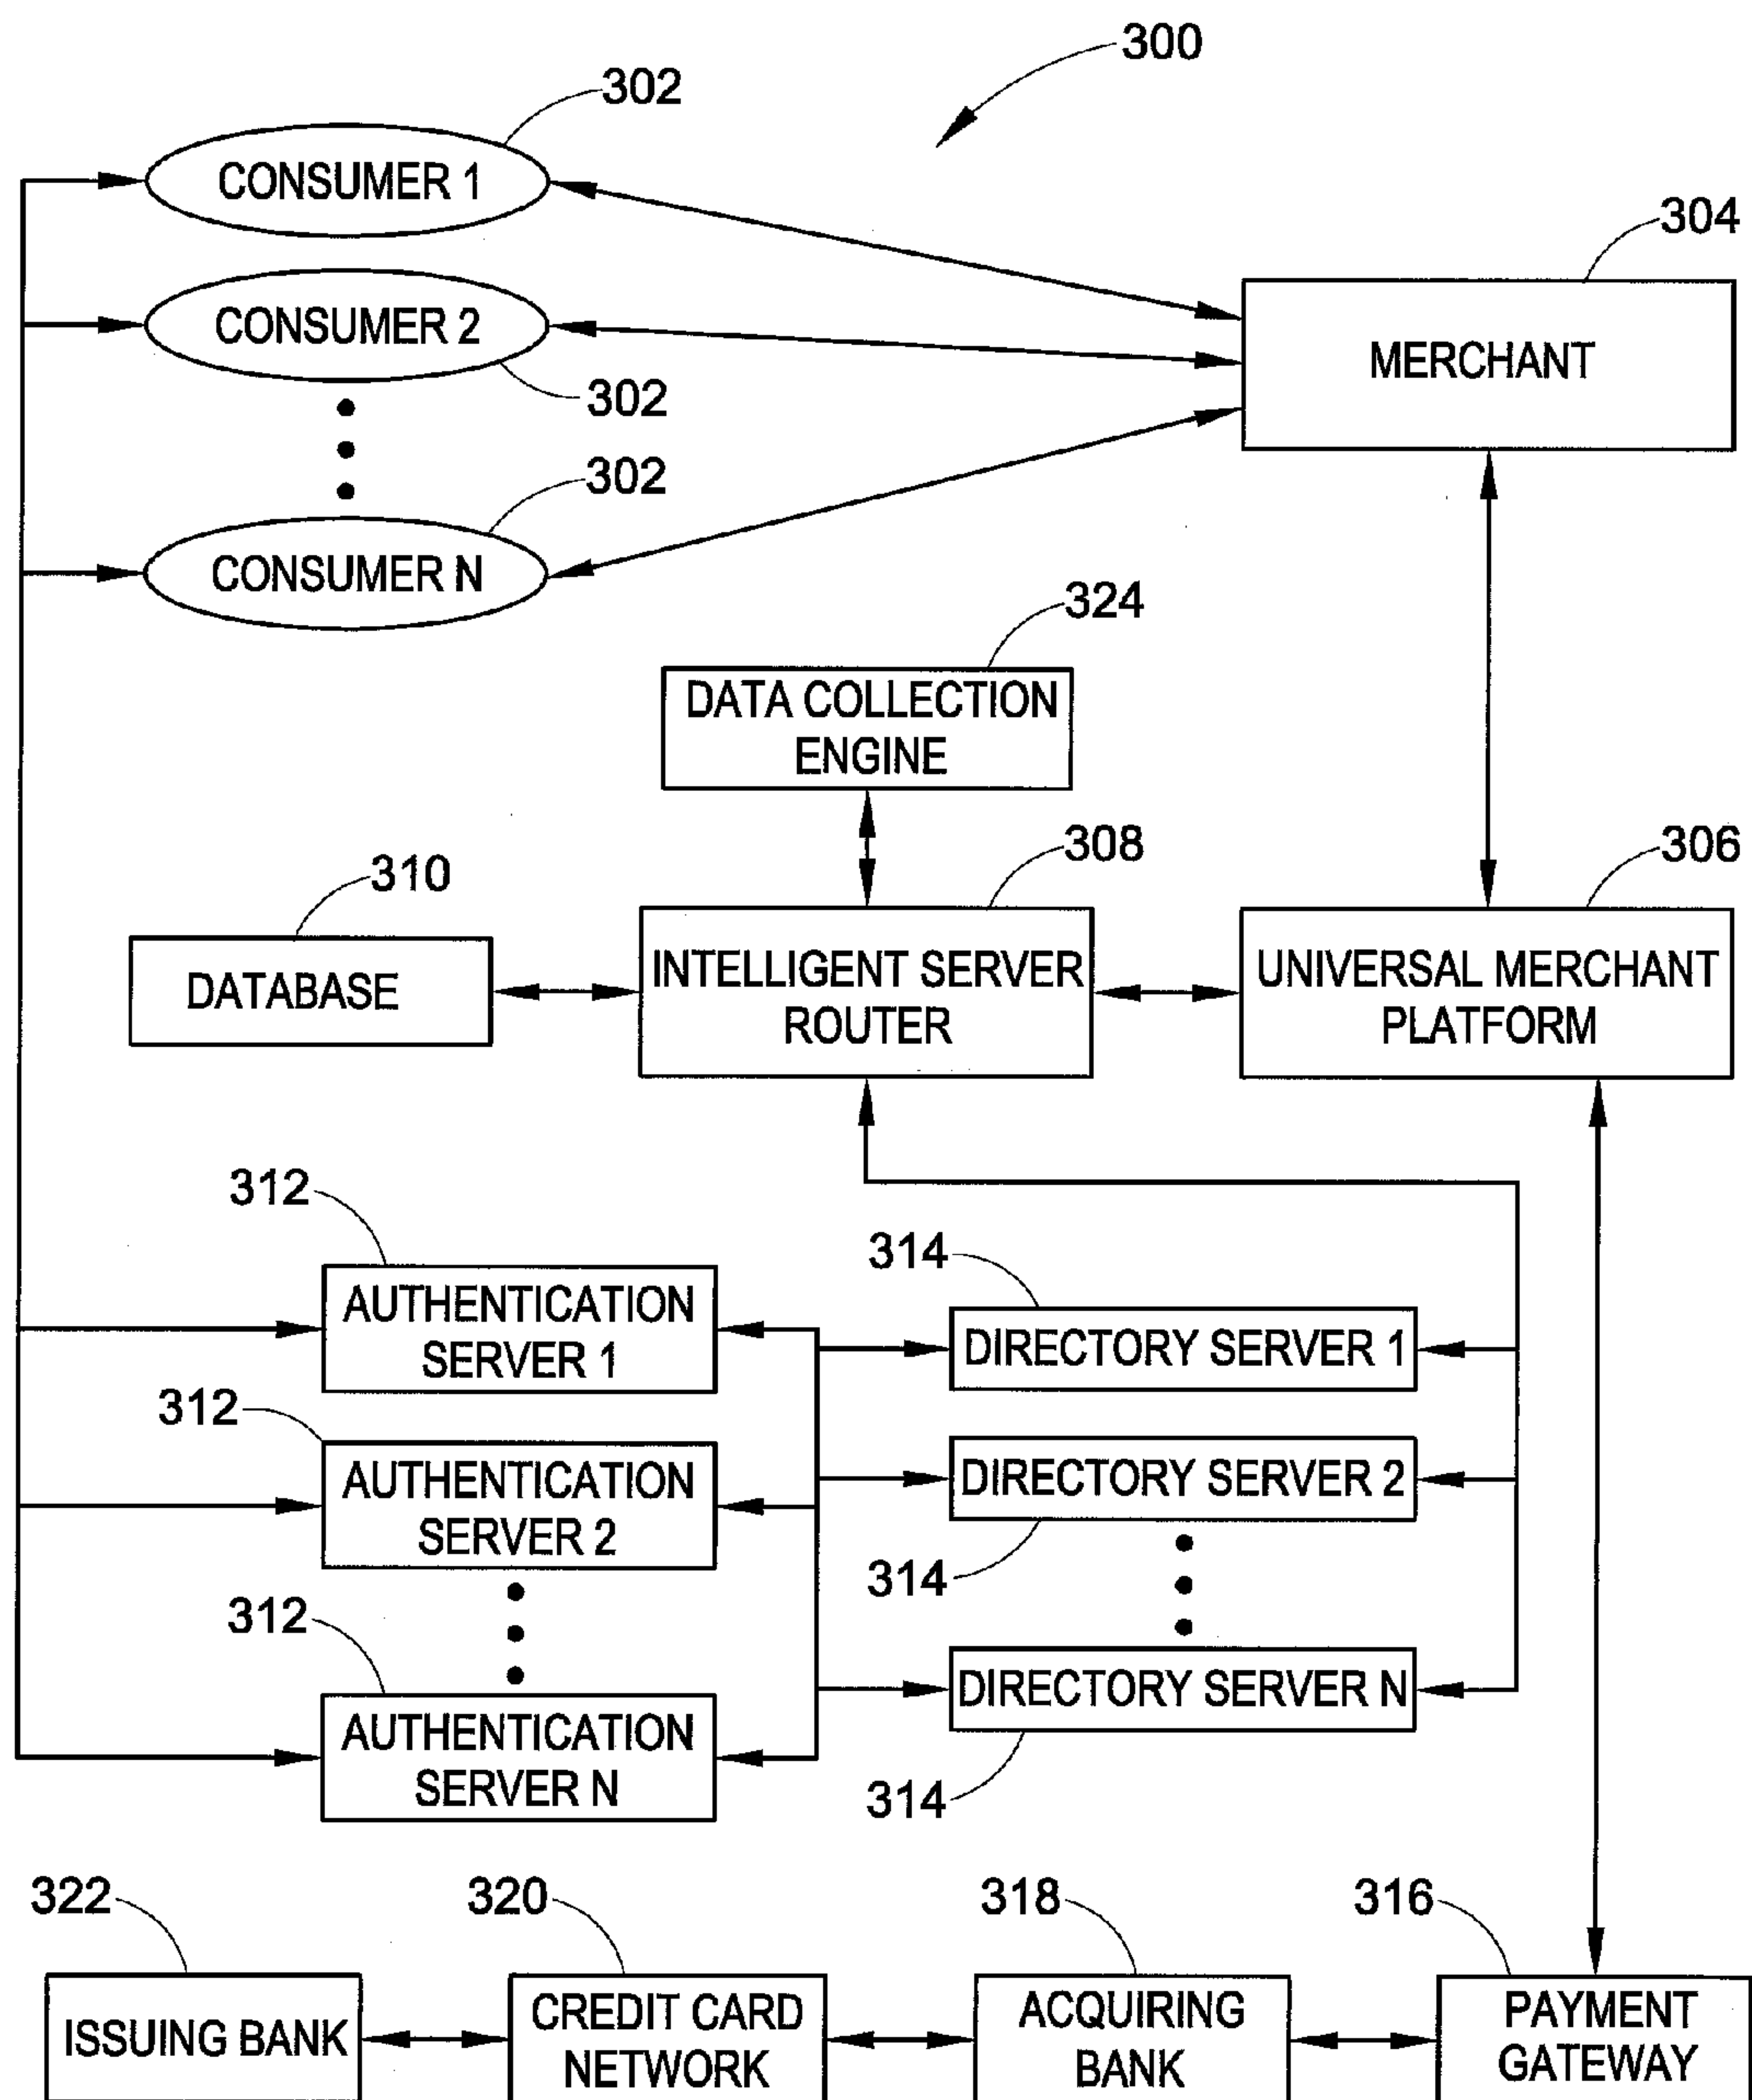 300
302
CONSUMER 1
304
CONSUMER 2
MERCHANT
302
302
CONSUMER N
324
DATA COLLECTION
ENGINE
310
308
306
DATABASE
INTELLIGENT SERVER
ROUTER
UNIVERSAL MERCHANT
PLATFORM
312
AUTHENTICATION
SERVER 1
314
DIRECTORY SERVER 1
312
AUTHENTICATION
SERVER 2
DIRECTORY SERVER 2
314
312
AUTHENTICATION
SERVER N
DIRECTORY SERVER N
314
322
320
318
316
ISSUING BANK
CREDIT CARD
NETWORK
ACQUIRING
BANK
PAYMENT
GATEWAY